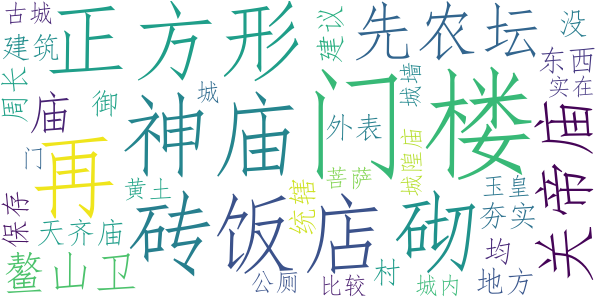 古城
正方形
建议
先农坛
没
建筑
周长
御
城
城墙
东西
实在
庙
神庙
门楼
外表
城隍庙
关帝庙
门
再
黄土
菩萨
统辖
玉皇
夯实
保存
天齐庙
砖
饭店
砌
均
鳌山卫
公厕
比较
村
城内
地方